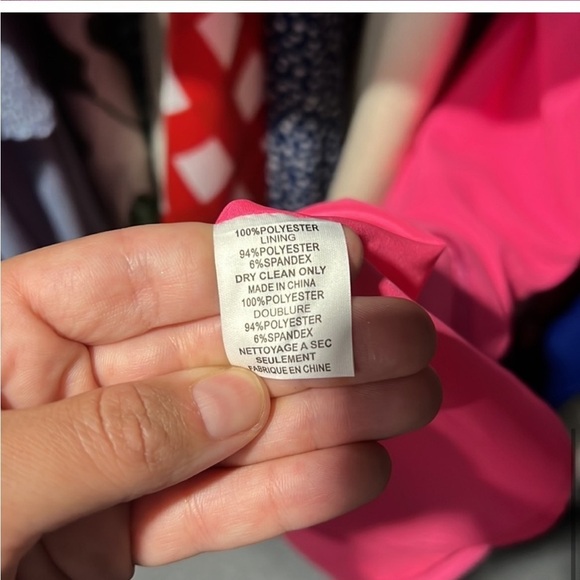 100%POLYESTER
LINING
94%POLYESTER
6%SPANDEX
DRY CLEAN ONLY
MADE IN CHINA
100%POLYESTER
DOUBLURE
94%POLYESTER
6%SPANDEX
NETTOYAGE A SEC
SEULEMENT
FABRIQUE EN CHINE